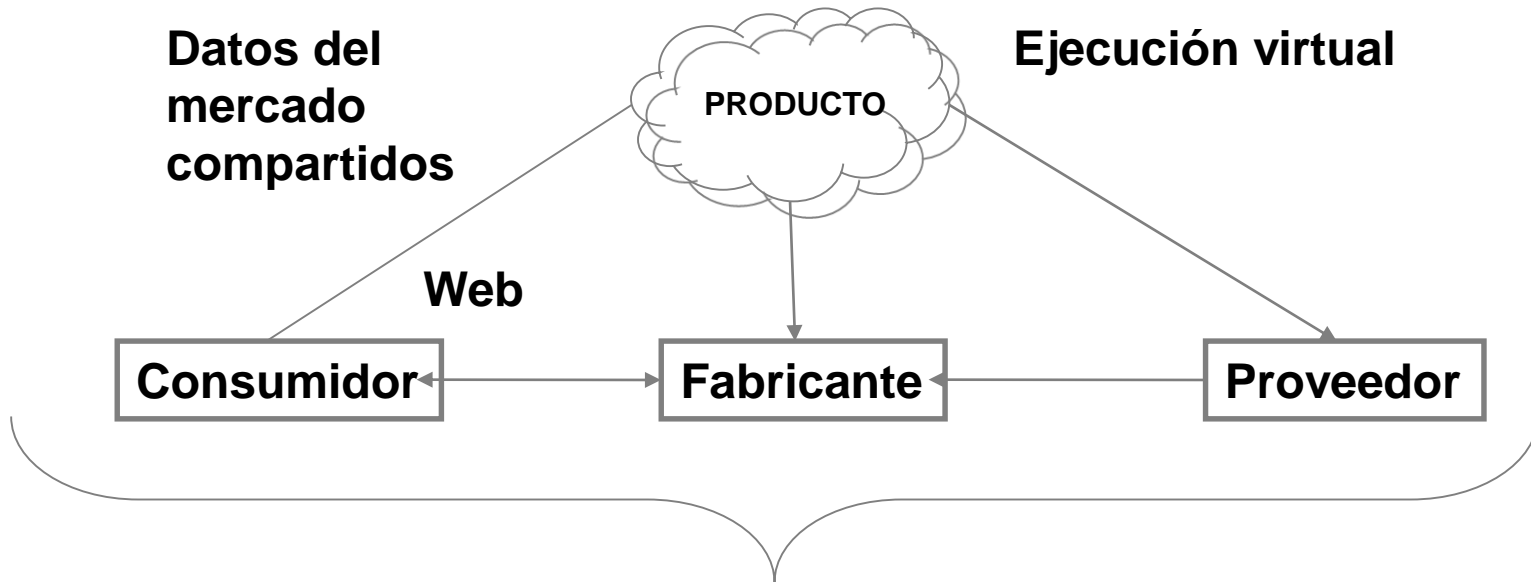 Datos del
mercado
compartidos
PRODUCTO
Ejecución virtual
Web
Consumidor
Fabricante
Proveedor